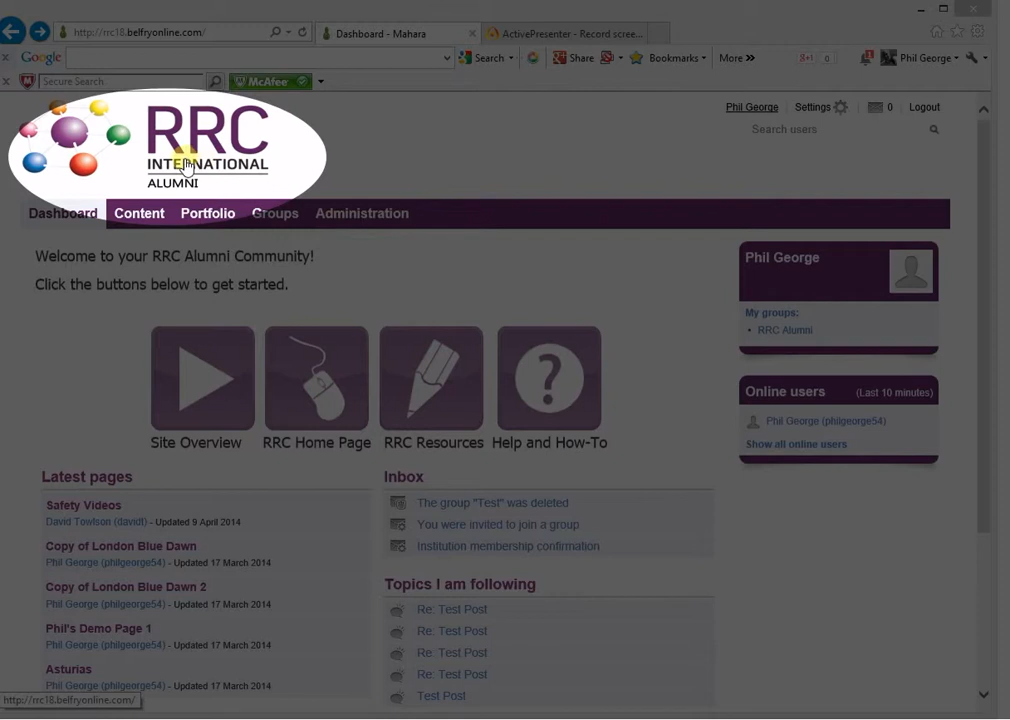 http://rrc18.belfryonline.com/
Dashboard - Mahara
ActivePresenter - Record scree...
Google
Search
Share
Bookmarks
More »
+1 0
1
Phil George
Secure Search
McAfee
Phil George Settings 0 Logout
Search users
RRC
INTERNATIONAL
ALUMNI
Dashboard Content Portfolio Groups Administration
Welcome to your RRC Alumni Community!
Click the buttons below to get started.
Site Overview RRC Home Page RRC Resources Help and How-To
Latest pages
Safety Videos
David Towlson (davidt) - Updated 9 April 2014
Copy of London Blue Dawn
Phil George (philgeorge54) - Updated 17 March 2014
Copy of London Blue Dawn 2
Phil George (philgeorge54) - Updated 17 March 2014
Phil's Demo Page 1
Phil George (philgeorge54) - Updated 17 March 2014
Asturias
Phil George (philgeorge54) - Updated 17 March 2014
Inbox
The group "Test" was deleted
You were invited to join a group
Institution membership confirmation
Topics I am following
Re: Test Post
Re: Test Post
Re: Test Post
Re: Test Post
Test Post
Phil George
My groups:
• RRC Alumni
Online users (Last 10 minutes)
Phil George (philgeorge54)
Show all online users
http://rrc18.belfryonline.com/